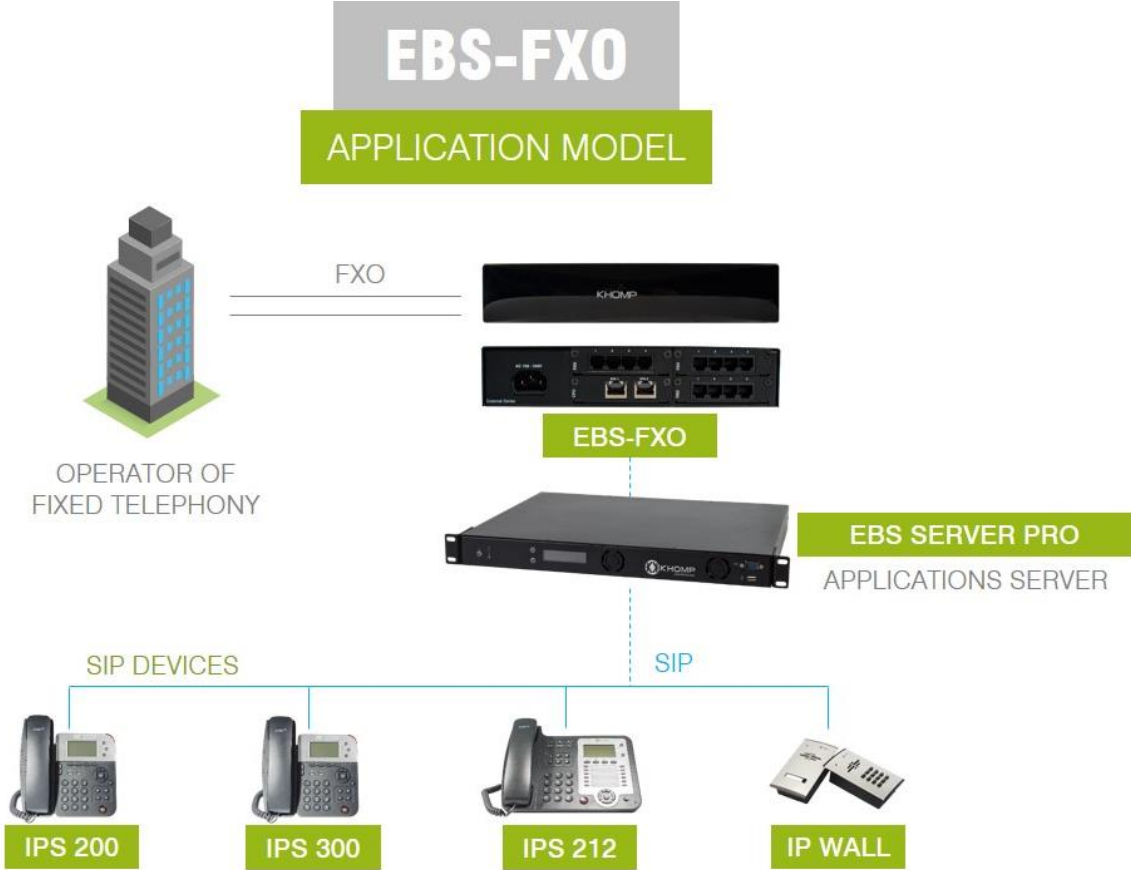 EBS-FXO
APPLICATION MODEL
FXO
KHOMP
EBS-FXO
OPERATOR OF
FIXED TELEPHONY
EBS SERVER PRO
KHOMP
APPLICATIONS SERVER
SIP DEVICES
SIP
IPS 200
IPS 300
IPS 212
IP WALL